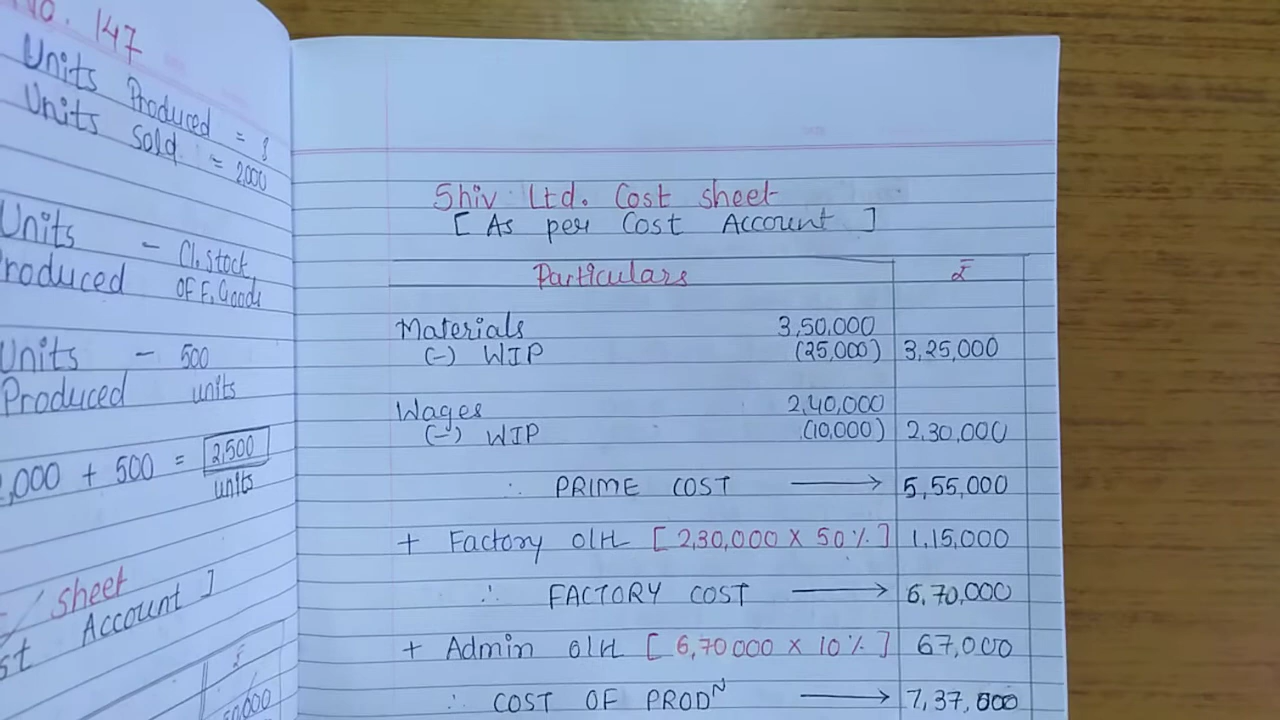 No. 147
Units Produced = ?
Units Sold = 2,000
Units - Cl. Stock
Produced OF F. Goods
Units - 500
Produced units
,000 + 500 = 2,500
units
sheet
Account ]
₹
50,000
Shiv Ltd. Cost sheet
[ As per Cost Account ]
Particulars ₹
Materials 3,50,000
(-) WIP (25,000) 3,25,000
Wages 2,40,000
(-) WIP (10,000) 2,30,000
∴ PRIME COST → 5,55,000
+ Factory O/H [ 2,30,000 X 50% ] 1,15,000
∴ FACTORY COST → 6,70,000
+ Admin O/H [ 6,70,000 X 10% ] 67,000
∴ COST OF PRODᴺ → 7,37,000